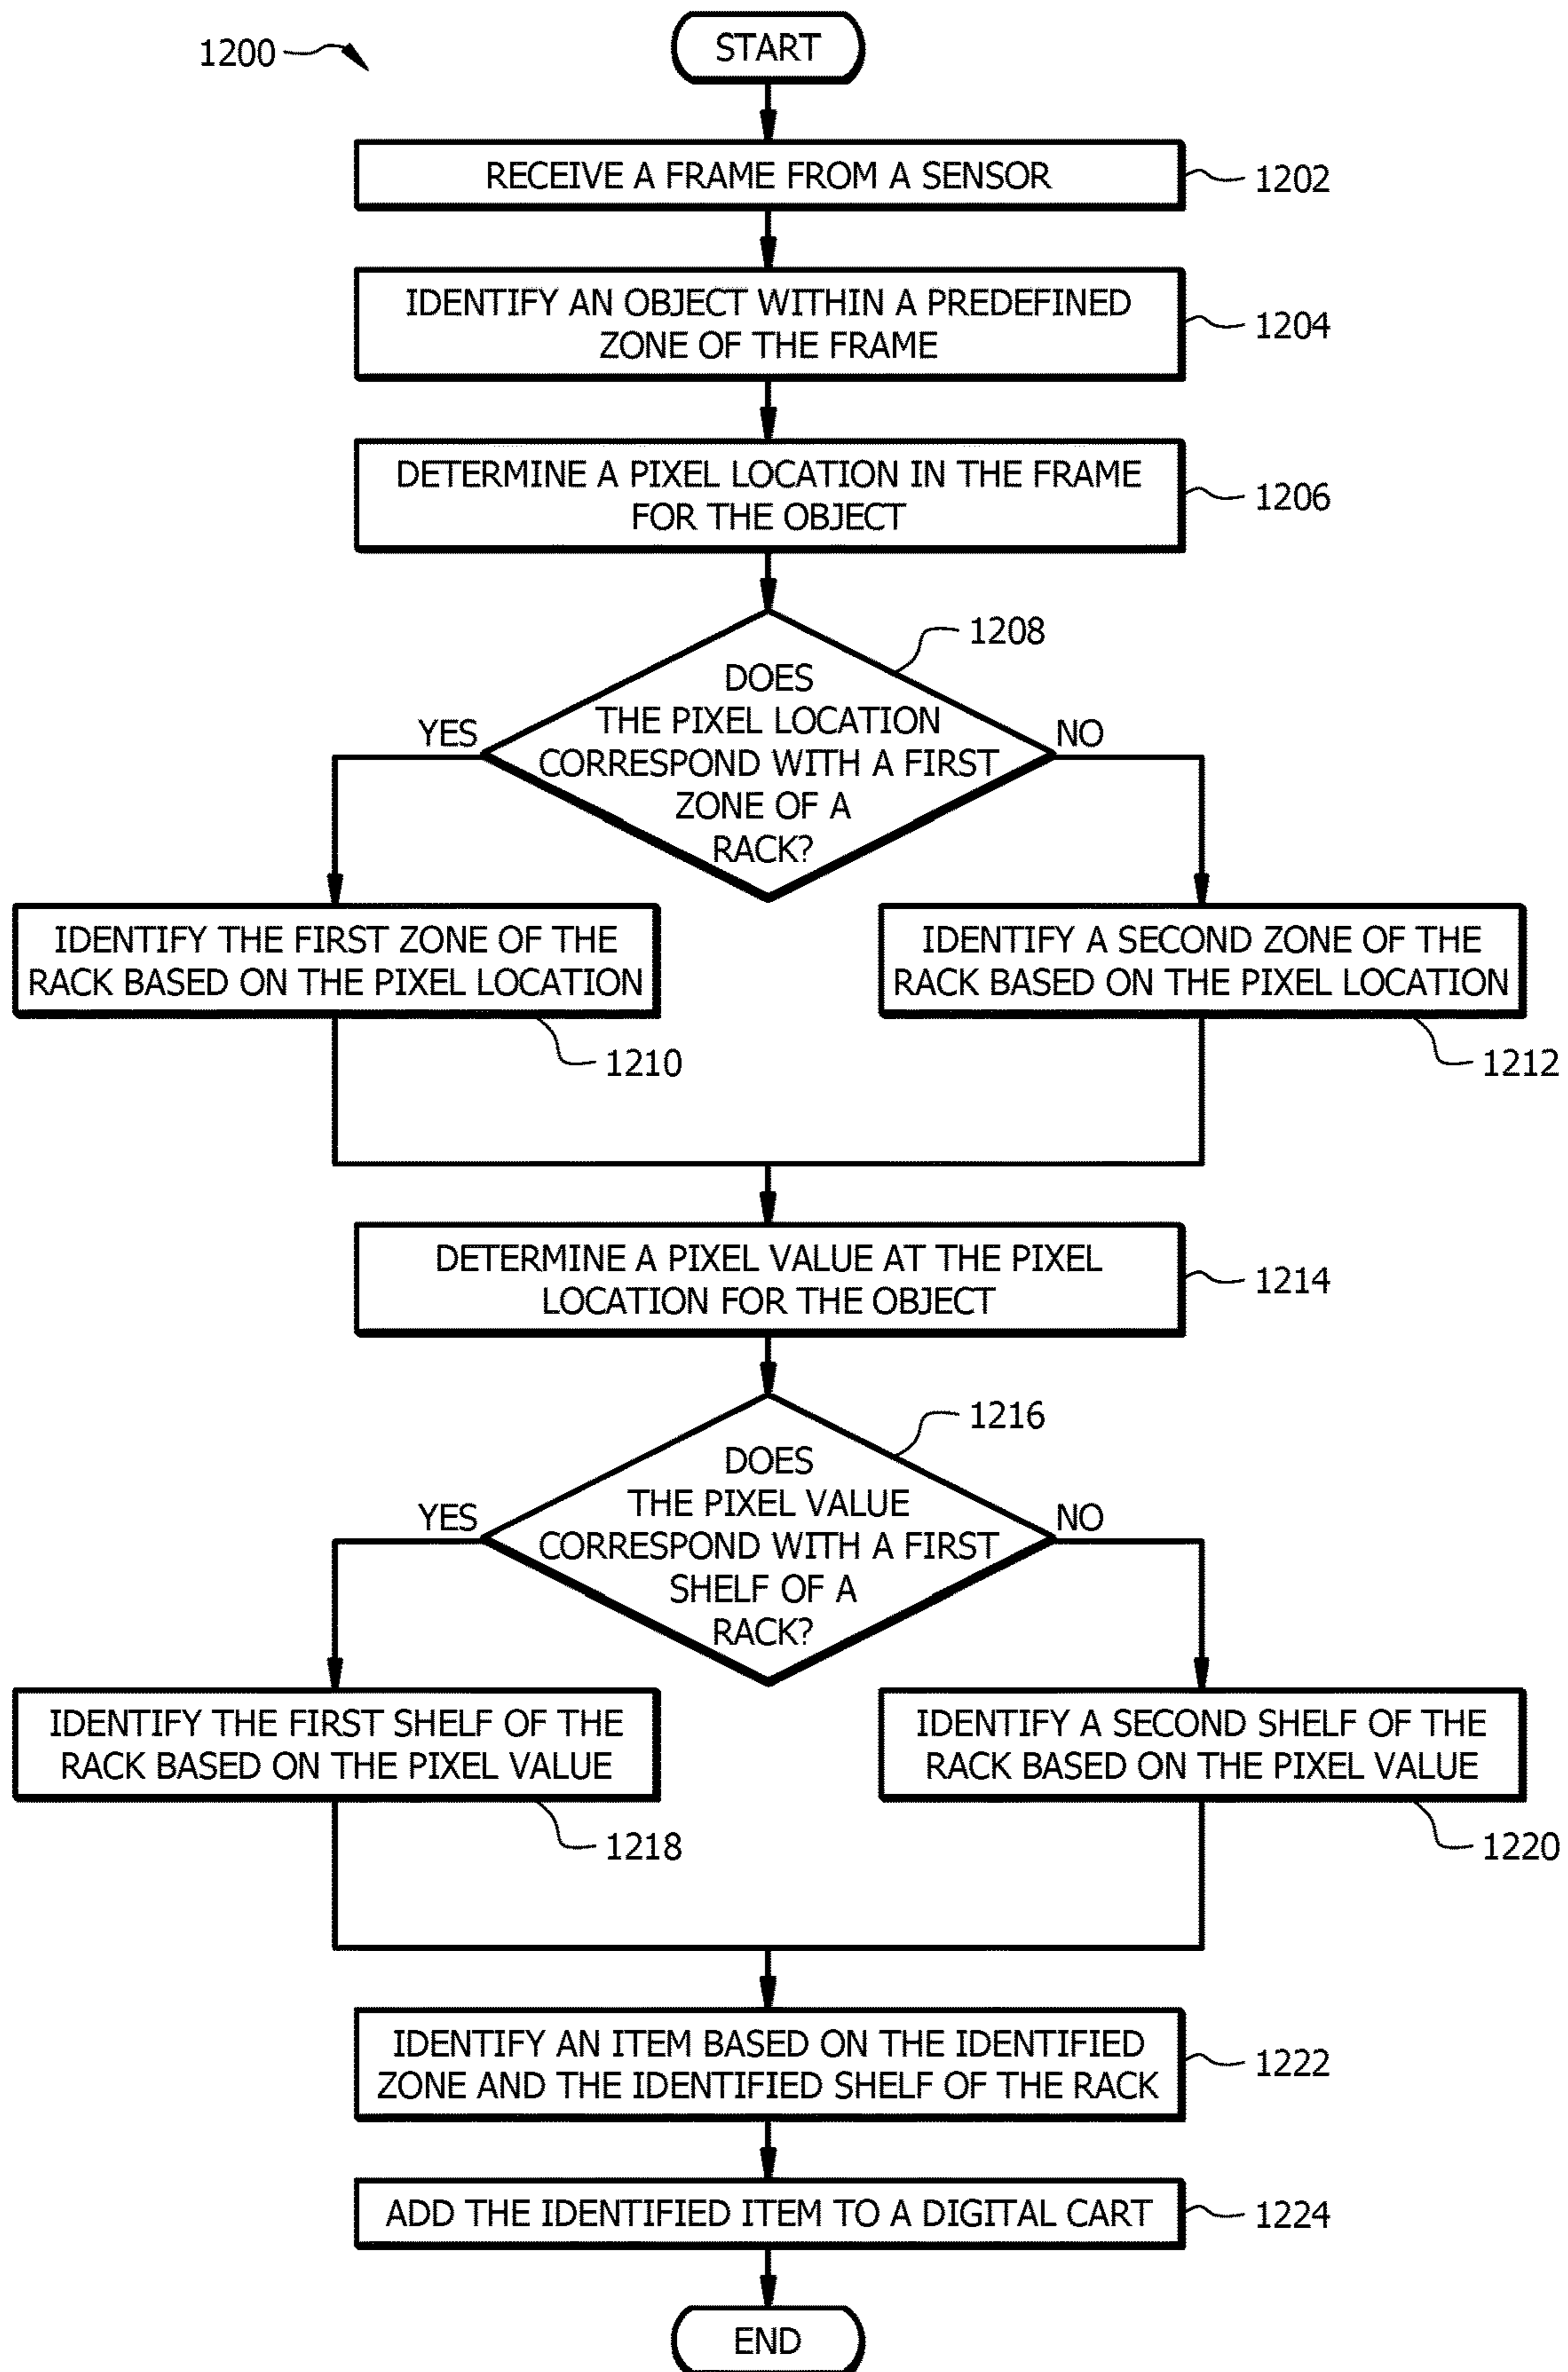 1200
START
RECEIVE A FRAME FROM A SENSOR
1202
IDENTIFY AN OBJECT WITHIN A PREDEFINED
ZONE OF THE FRAME
1204
DETERMINE A PIXEL LOCATION IN THE FRAME
FOR THE OBJECT
1206
1208
DOES
THE PIXEL LOCATION
CORRESPOND WITH A FIRST
ZONE OF A
RACK?
YES
NO
IDENTIFY THE FIRST ZONE OF THE
RACK BASED ON THE PIXEL LOCATION
1210
IDENTIFY A SECOND ZONE OF THE
RACK BASED ON THE PIXEL LOCATION
1212
DETERMINE A PIXEL VALUE AT THE PIXEL
LOCATION FOR THE OBJECT
1214
1216
DOES
THE PIXEL VALUE
CORRESPOND WITH A FIRST
SHELF OF A
RACK?
YES
NO
IDENTIFY THE FIRST SHELF OF THE
RACK BASED ON THE PIXEL VALUE
1218
IDENTIFY A SECOND SHELF OF THE
RACK BASED ON THE PIXEL VALUE
1220
IDENTIFY AN ITEM BASED ON THE IDENTIFIED
ZONE AND THE IDENTIFIED SHELF OF THE RACK
1222
ADD THE IDENTIFIED ITEM TO A DIGITAL CART
1224
END